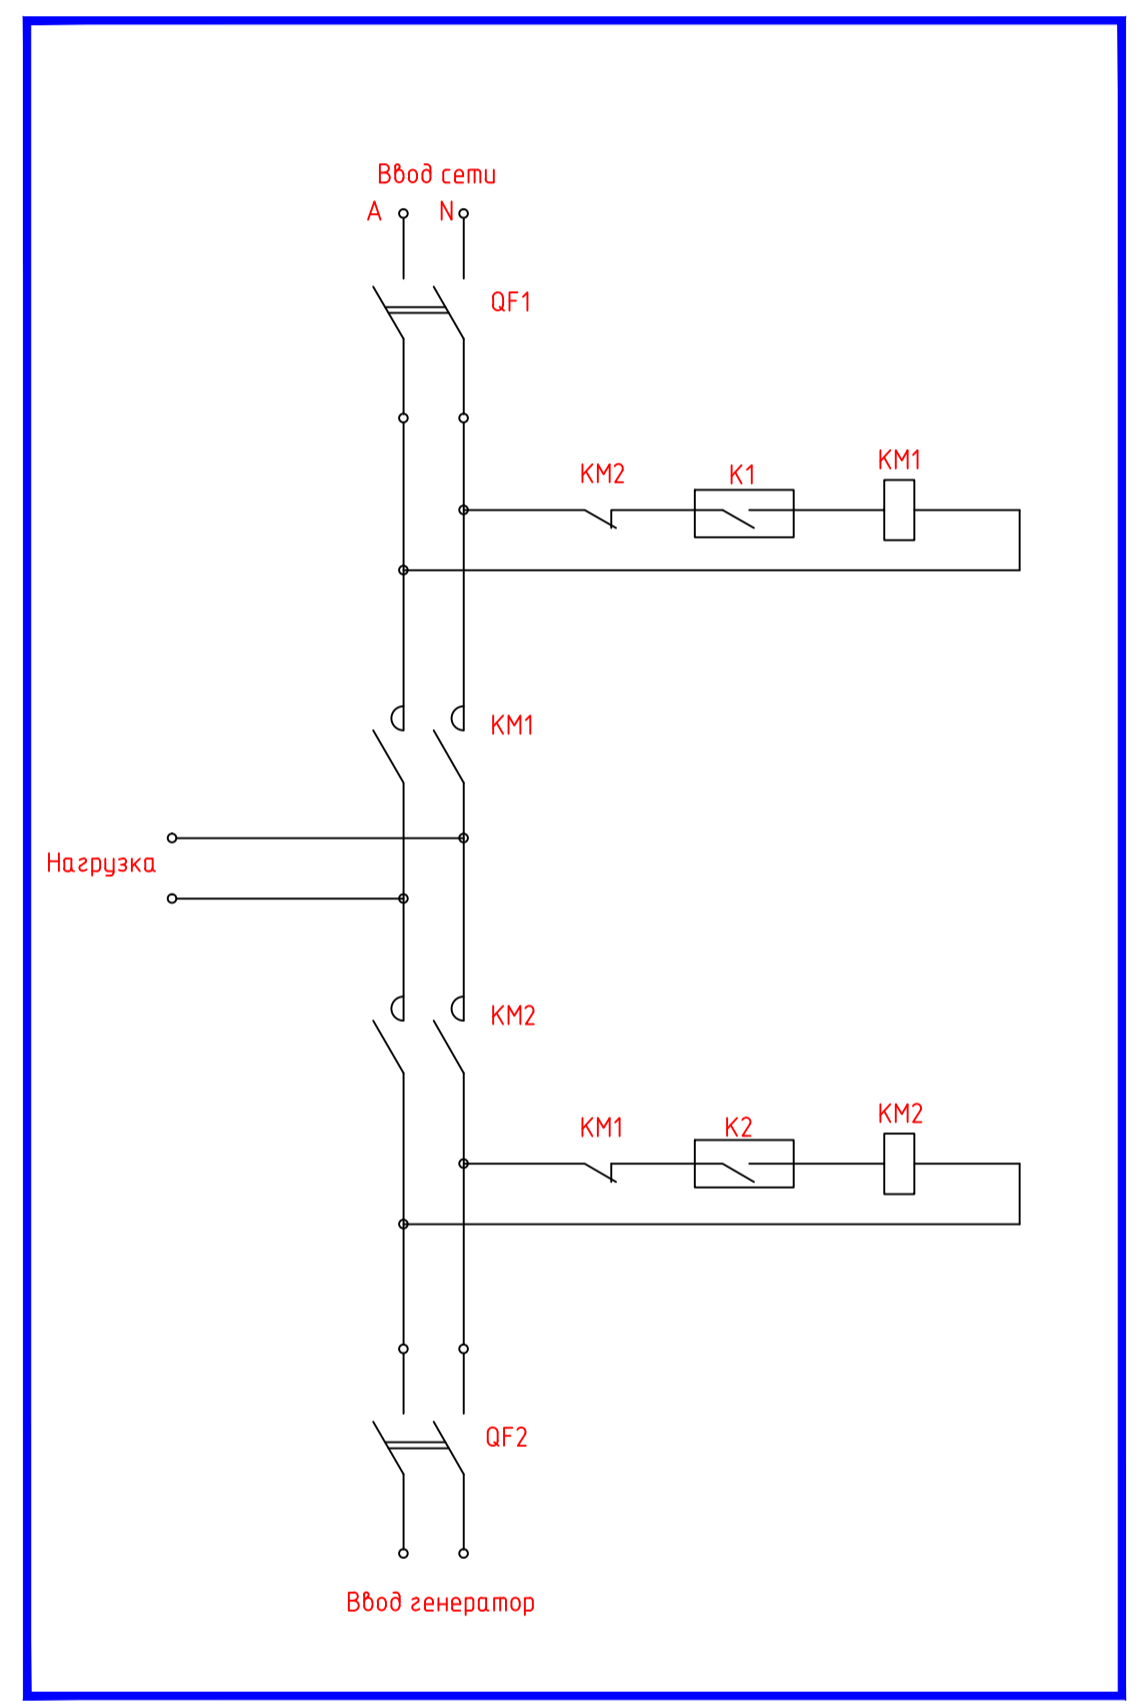 Ввод сети
A N
QF1
KM2 K1 KM1
KM1
Нагрузка
KM2
KM1 K2 KM2
QF2
Ввод генератор